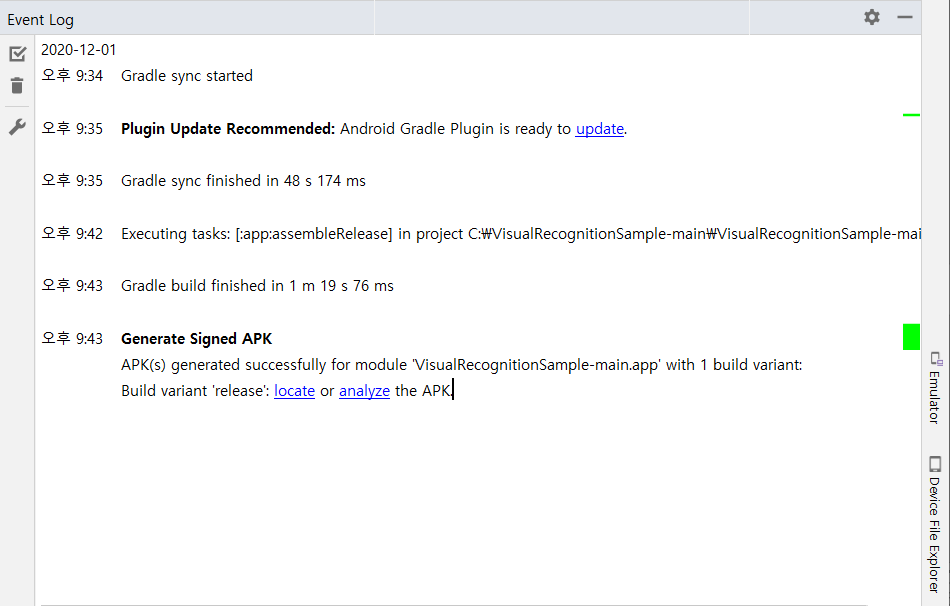 Event Log
2020-12-01
오후 9:34 Gradle sync started
오후 9:35 Plugin Update Recommended: Android Gradle Plugin is ready to update.
오후 9:35 Gradle sync finished in 48 s 174 ms
오후 9:42 Executing tasks: [:app:assembleRelease] in project C:₩VisualRecognitionSample-main₩VisualRecognitionSample-mai
오후 9:43 Gradle build finished in 1 m 19 s 76 ms
오후 9:43 Generate Signed APK
APK(s) generated successfully for module 'VisualRecognitionSample-main.app' with 1 build variant:
Build variant 'release': locate or analyze the APK.
Emulator
Device File Explorer